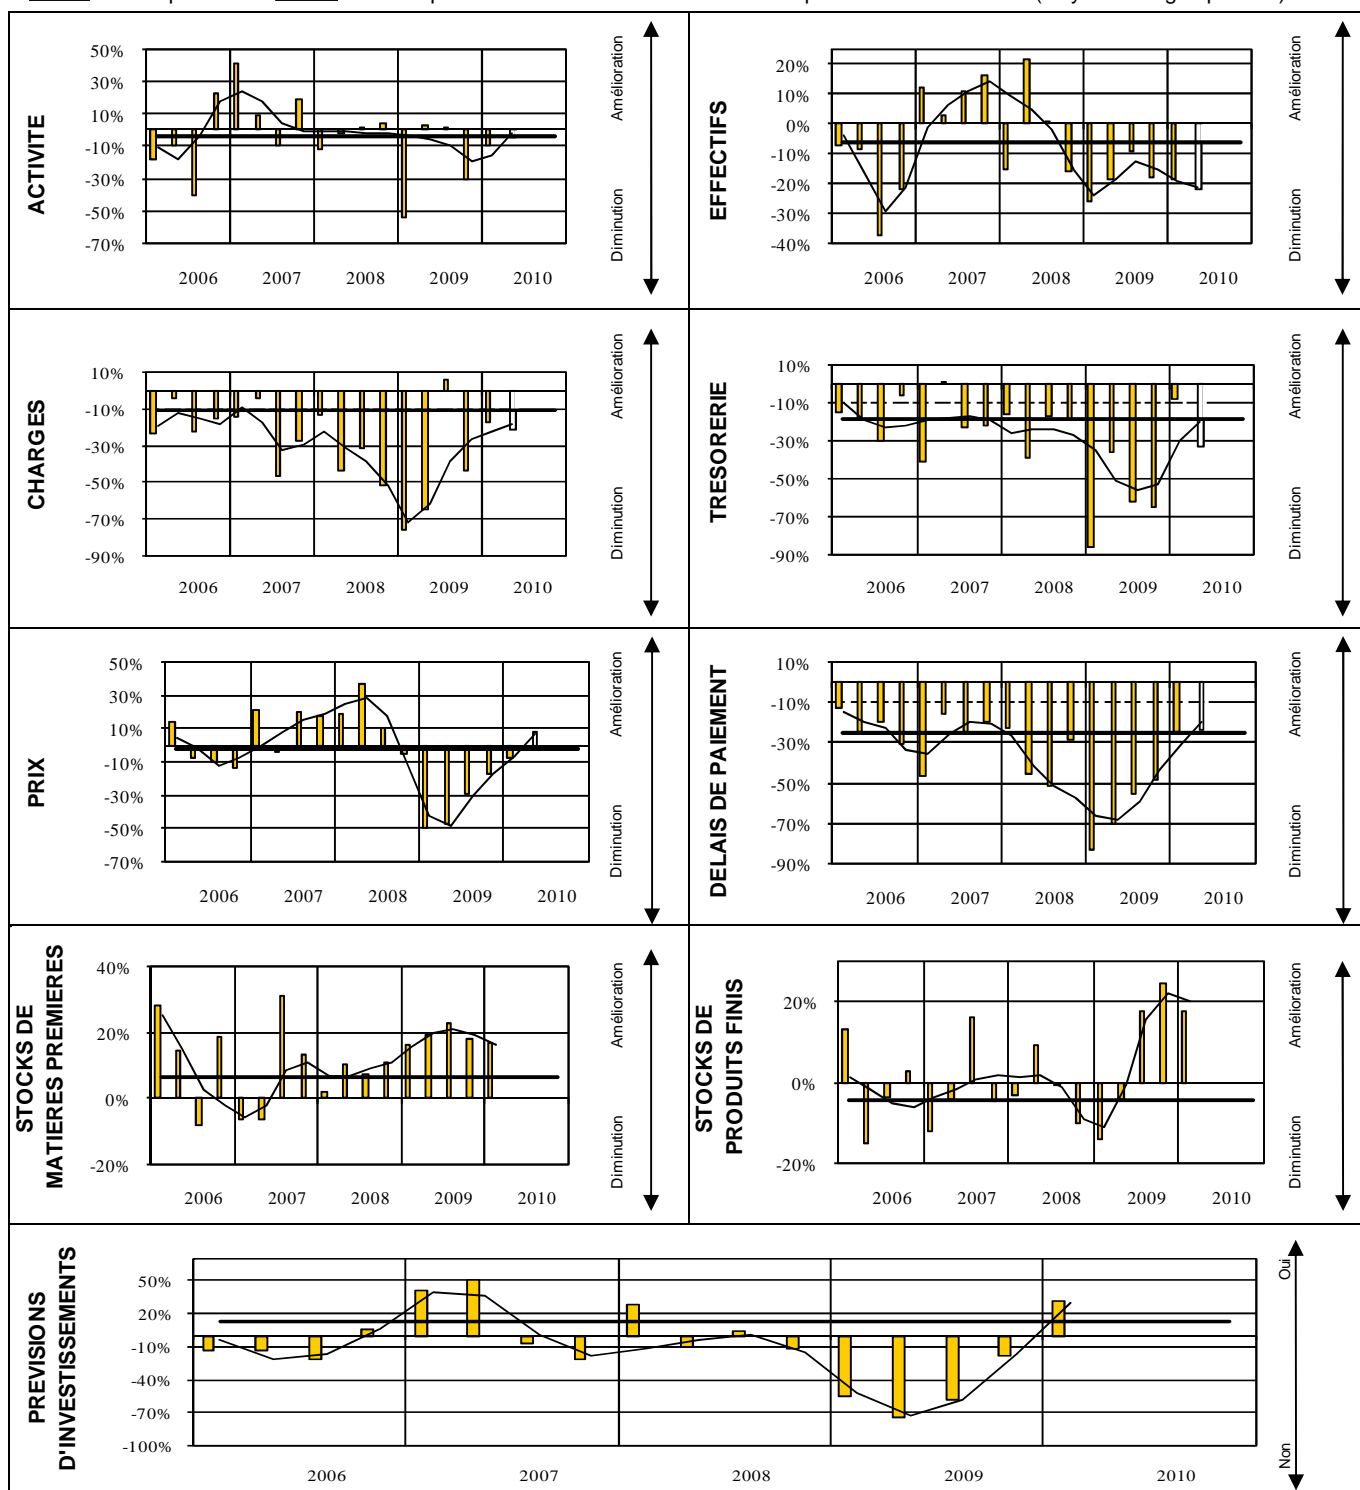 ACTIVITE
50%
30%
10%
-10%
-30%
-50%
-70%
2006 2007 2008 2009 2010
Amélioration
Diminution
EFFECTIFS
20%
10%
0%
-10%
-20%
-30%
-40%
2006 2007 2008 2009 2010
Amélioration
Diminution
CHARGES
10%
-10%
-30%
-50%
-70%
-90%
2006 2007 2008 2009 2010
Amélioration
Diminution
TRESORERIE
10%
-10%
-30%
-50%
-70%
-90%
2006 2007 2008 2009 2010
Amélioration
Diminution
PRIX
50%
30%
10%
-10%
-30%
-50%
-70%
2006 2007 2008 2009 2010
Amélioration
Diminution
DELAIS DE PAIEMENT
10%
-10%
-30%
-50%
-70%
-90%
2006 2007 2008 2009 2010
Amélioration
Diminution
STOCKS DE
MATIERES PREMIERES
40%
20%
0%
-20%
2006 2007 2008 2009 2010
Amélioration
Diminution
STOCKS DE
PRODUITS FINIS
20%
0%
-20%
2006 2007 2008 2009 2010
Amélioration
Diminution
PREVISIONS
D'INVESTISSEMENTS
50%
20%
-10%
-40%
-70%
-100%
2006 2007 2008 2009 2010
Oui
Non